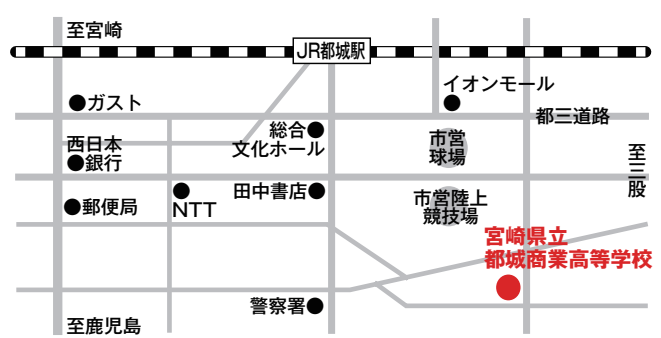 至宮崎
JR都城駅
イオンモール
ガスト
都三道路
総合
文化ホール
市営
球場
西日本
銀行
至三股
田中書店
市営陸上
競技場
郵便局
NTT
宮崎県立
都城商業高等学校
警察署
至鹿児島